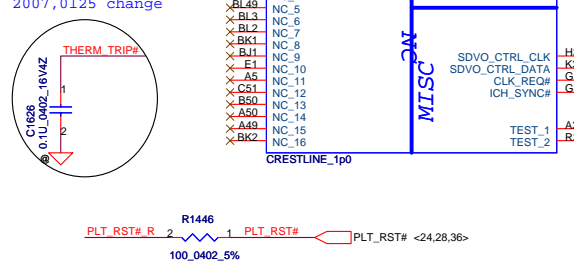 2007,0125 change
THERM_TRIP#
1
C1626
0.1U_0402_16V4Z
2
@
BL49 NC_5
BL3 NC_6
BL2 NC_7
BK1 NC_8
BJ1 NC_9
E1 NC_10
A5 NC_11
C51 NC_12
B50 NC_13
A50 NC_14
A49 NC_15
BK2 NC_16
NC
MISC
SDVO_CTRL_CLK
SDVO_CTRL_DATA
CLK_REQ#
ICH_SYNC#
TEST_1
TEST_2
CRESTLINE_1p0
R1446
PLT_RST#_R 2 1 PLT_RST# PLT_RST# <24,28,36>
100_0402_5%